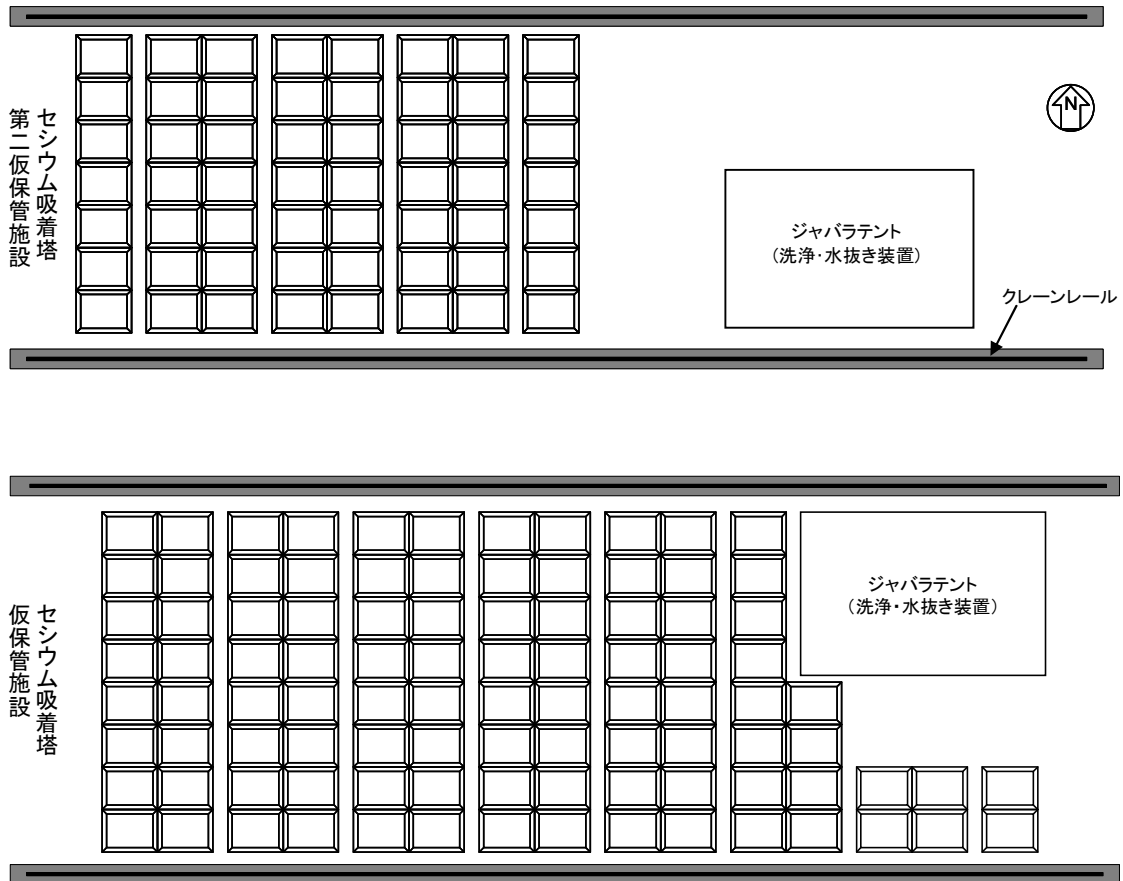 セシウム吸着塔
第二仮保管施設
N
ジャバラテント
(洗浄・水抜き装置)
クレーンレール
セシウム吸着塔
仮保管施設
ジャバラテント
(洗浄・水抜き装置)